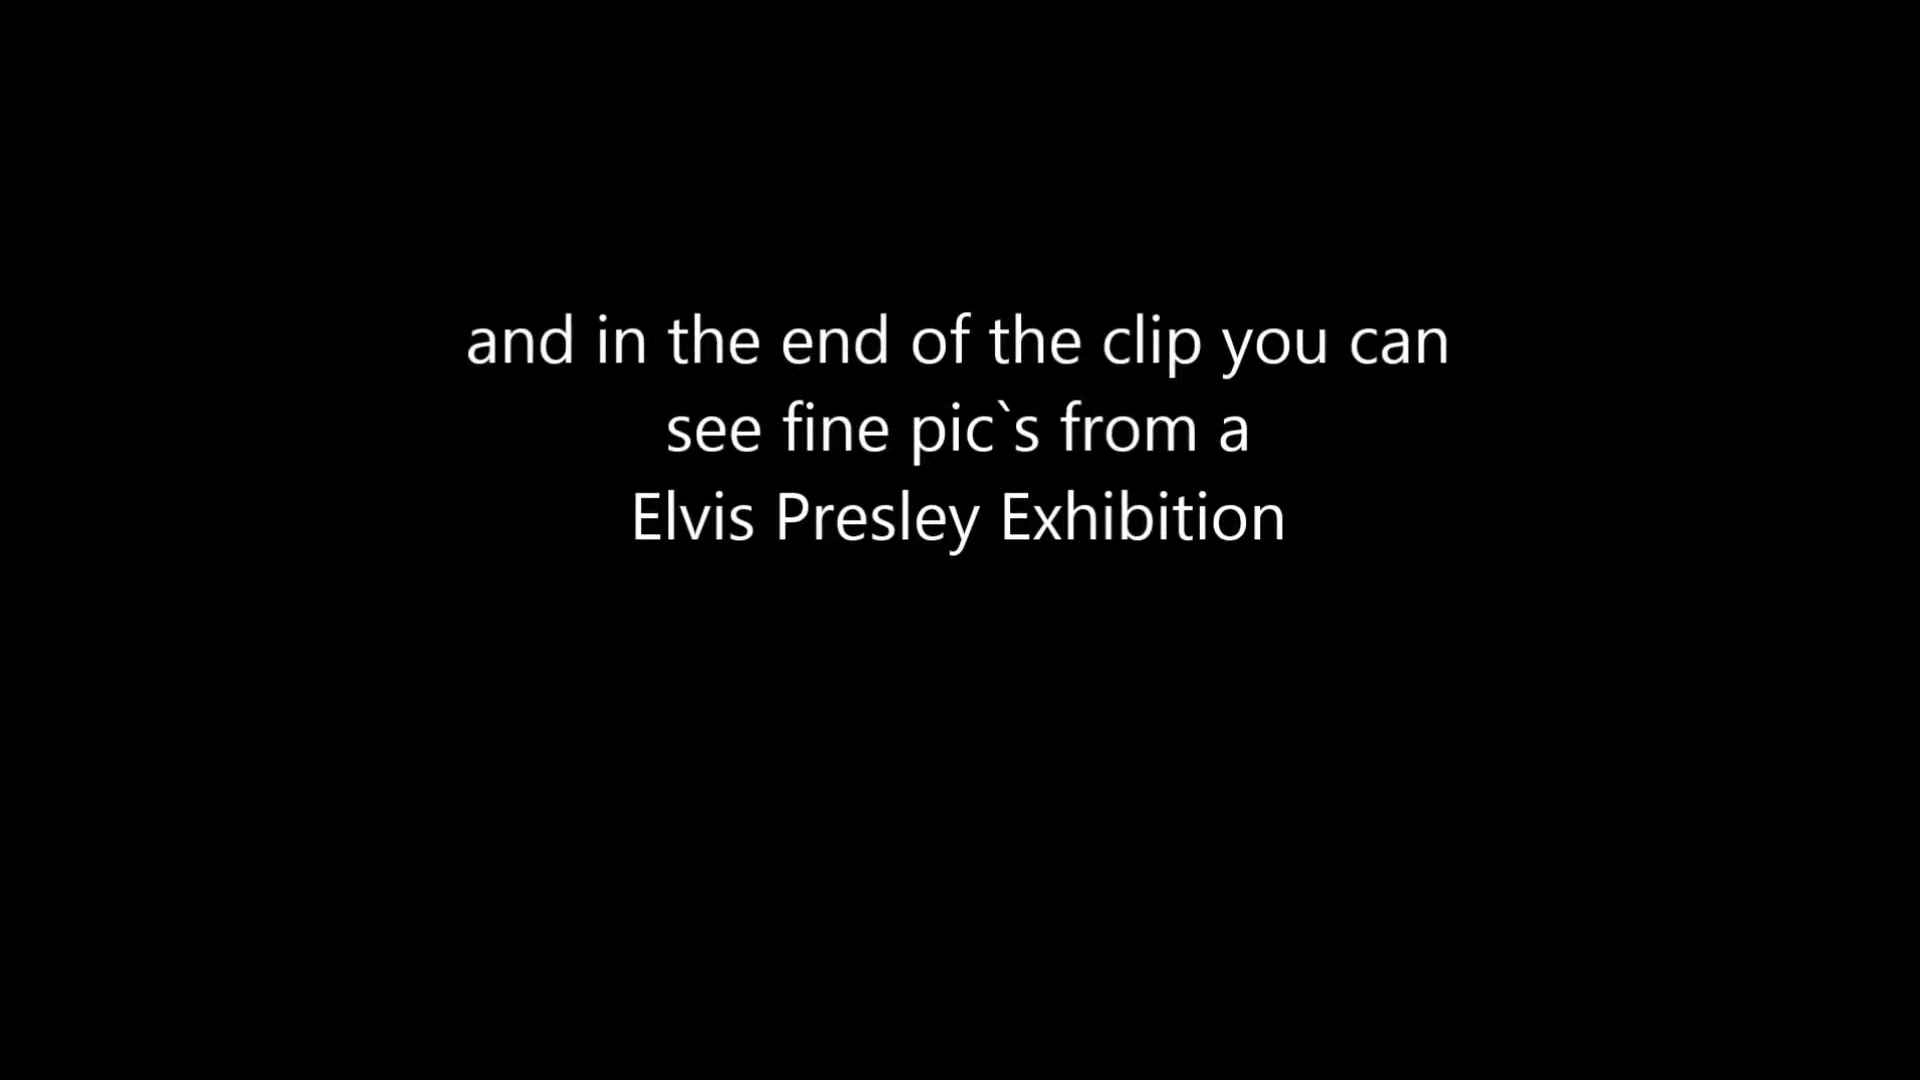 and in the end of the clip you can
see fine pic`s from a
Elvis Presley Exhibition